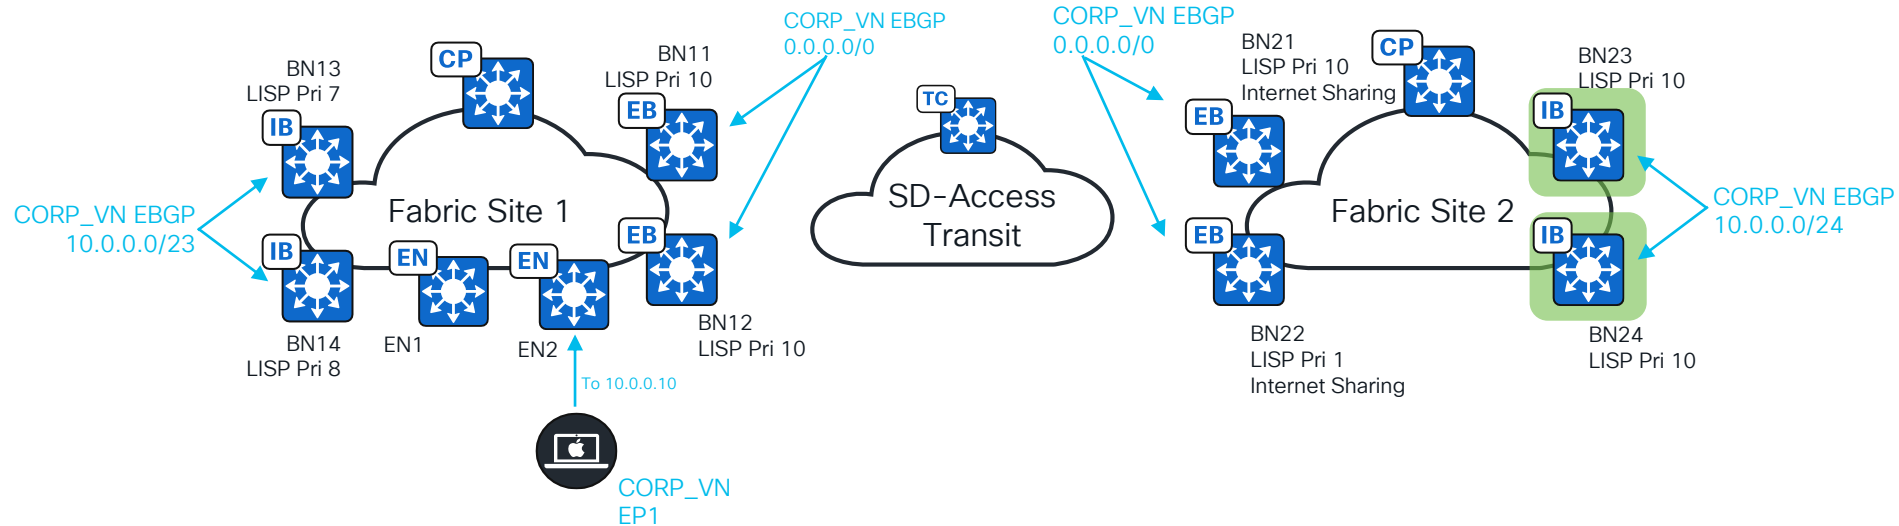 CORP_VN EBGP
0.0.0.0/0
CORP_VN EBGP
0.0.0.0/0
BN13
LISP Pri 7
IB
CP
BN11
LISP Pri 10
EB
TC
BN21
LISP Pri 10
Internet Sharing
EB
CP
BN23
LISP Pri 10
IB
CORP_VN EBGP
10.0.0.0/23
Fabric Site 1
SD-Access
Transit
Fabric Site 2
CORP_VN EBGP
10.0.0.0/24
IB
EN
EN
EB
EB
IB
BN14
LISP Pri 8
EN1
EN2
BN12
LISP Pri 10
BN22
LISP Pri 1
Internet Sharing
BN24
LISP Pri 10
To 10.0.0.10
CORP_VN
EP1